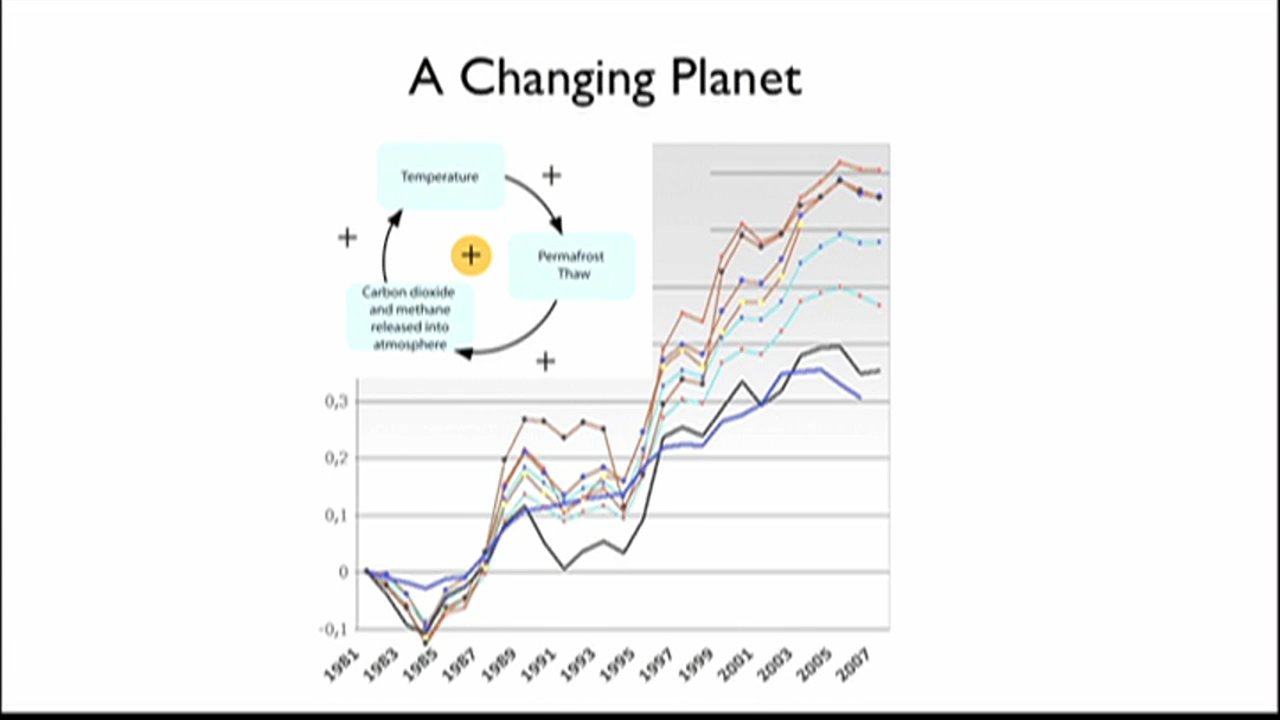 A Changing Planet
Temperature
+
+
+
Permafrost
Thaw
Carbon dioxide
and methane
released into
atmosphere
+
0,3
0,2
0,1
0
-0,1
1981
1983
1985
1987
1989
1991
1993
1995
1997
1999
2001
2003
2005
2007